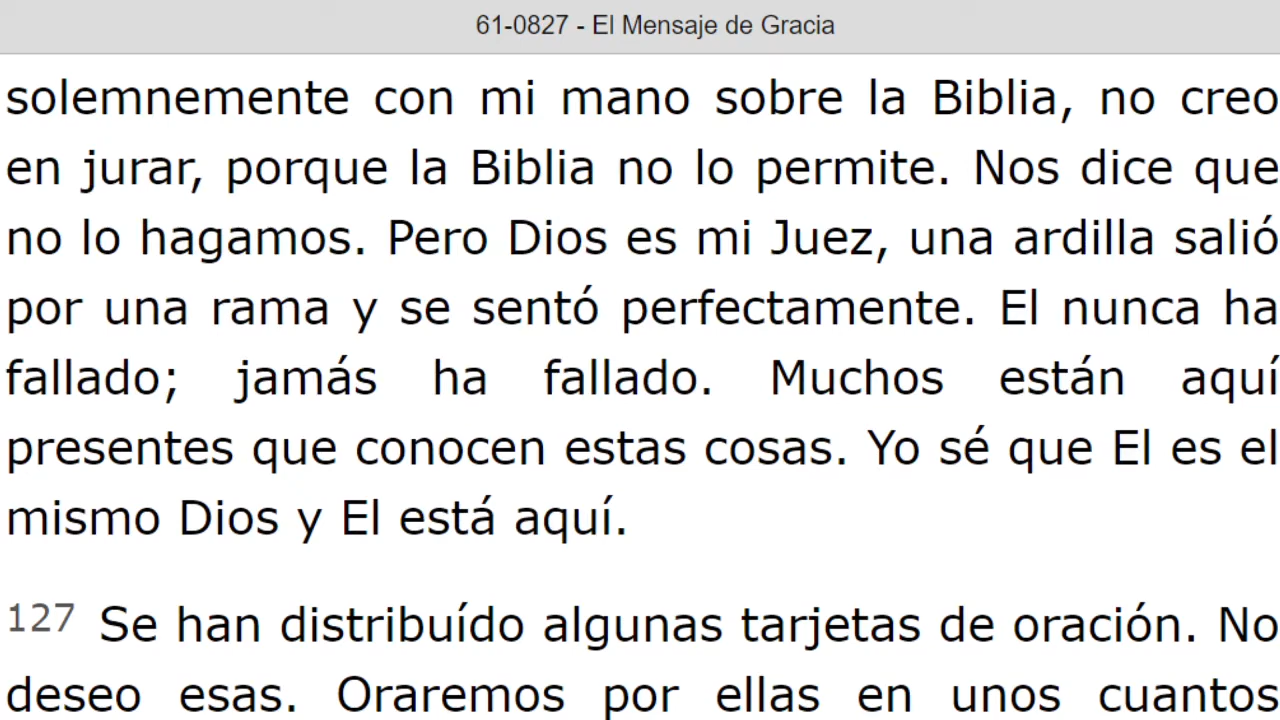 61-0827 - El Mensaje de Gracia
solemnemente con mi mano sobre la Biblia, no creo
en jurar, porque la Biblia no lo permite. Nos dice que
no lo hagamos. Pero Dios es mi Juez, una ardilla salió
por una rama y se sentó perfectamente. El nunca ha
fallado; jamás ha fallado. Muchos están aquí
presentes que conocen estas cosas. Yo sé que El es el
mismo Dios y El está aquí.
127 Se han distribuído algunas tarjetas de oración. No
deseo esas. Oraremos por ellas en unos cuantos